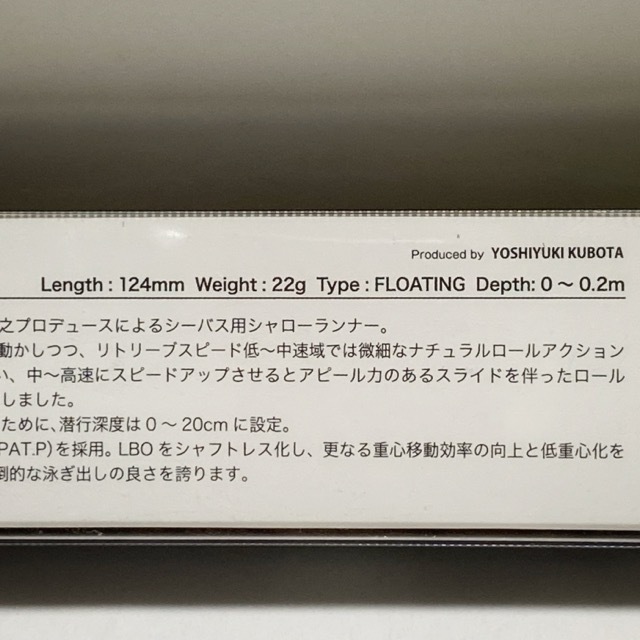 Produced by YOSHIYUKI KUBOTA
Length : 124mm Weight : 22g Type : FLOATING Depth: 0 ～ 0.2m
之プロデュースによるシーバス用シャローランナー。
動かしつつ、リトリーブスピード低～中速域では微細なナチュラルロールアクション
い、中～高速にスピードアップさせるとアピール力のあるスライドを伴ったロール
しました。
ために、潜行深度は0～20cmに設定。
PAT.P)を採用。LBOをシャフトレス化し、更なる重心移動効率の向上と低重心化を
倒的な泳ぎ出しの良さを誇ります。